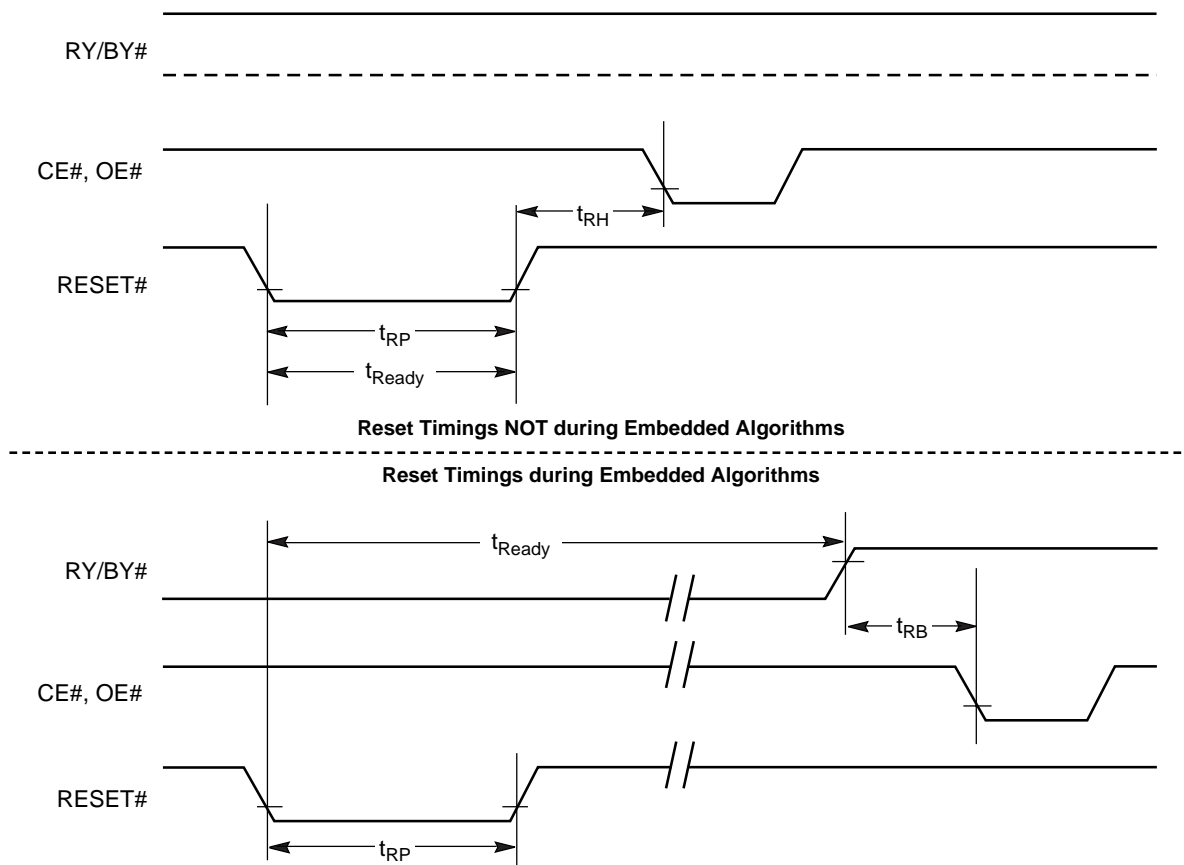 RY/BY#
CE#, OE#
tRH
RESET#
tRP
tReady
Reset Timings NOT during Embedded Algorithms
Reset Timings during Embedded Algorithms
tReady
RY/BY#
tRB
CE#, OE#
RESET#
tRP